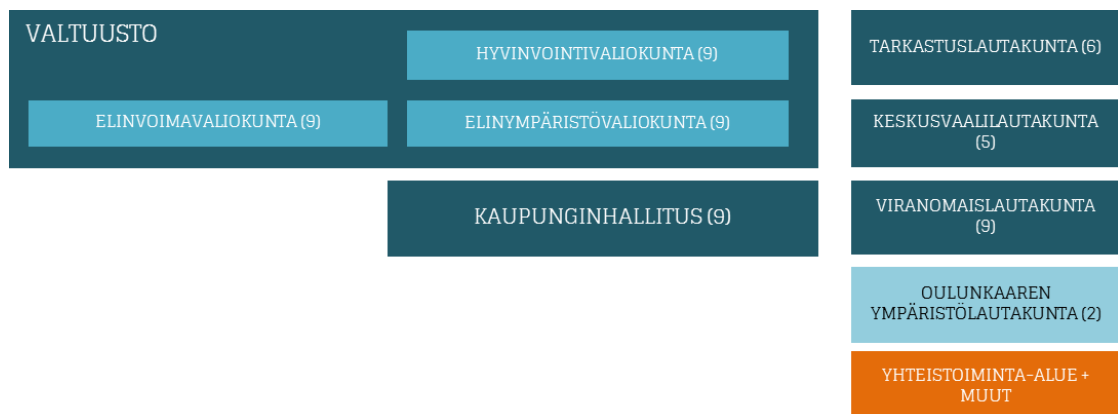 VALTUUSTO
HYVINVOINTIVALIOKUNTA (9)
ELINVOIMAVALIOKUNTA (9)
ELINYMPÄRISTÖVALIOKUNTA (9)
KAUPUNGINHALLITUS (9)
TARKASTUSLAUTAKUNTA (6)
KESKUSVAALILAUTAKUNTA
(5)
VIRANOMAISLAUTAKUNTA
(9)
OULUNKAAREN
YMPÄRISTÖLAUTAKUNTA (2)
YHTEISTOIMINTA-ALUE +
MUUT